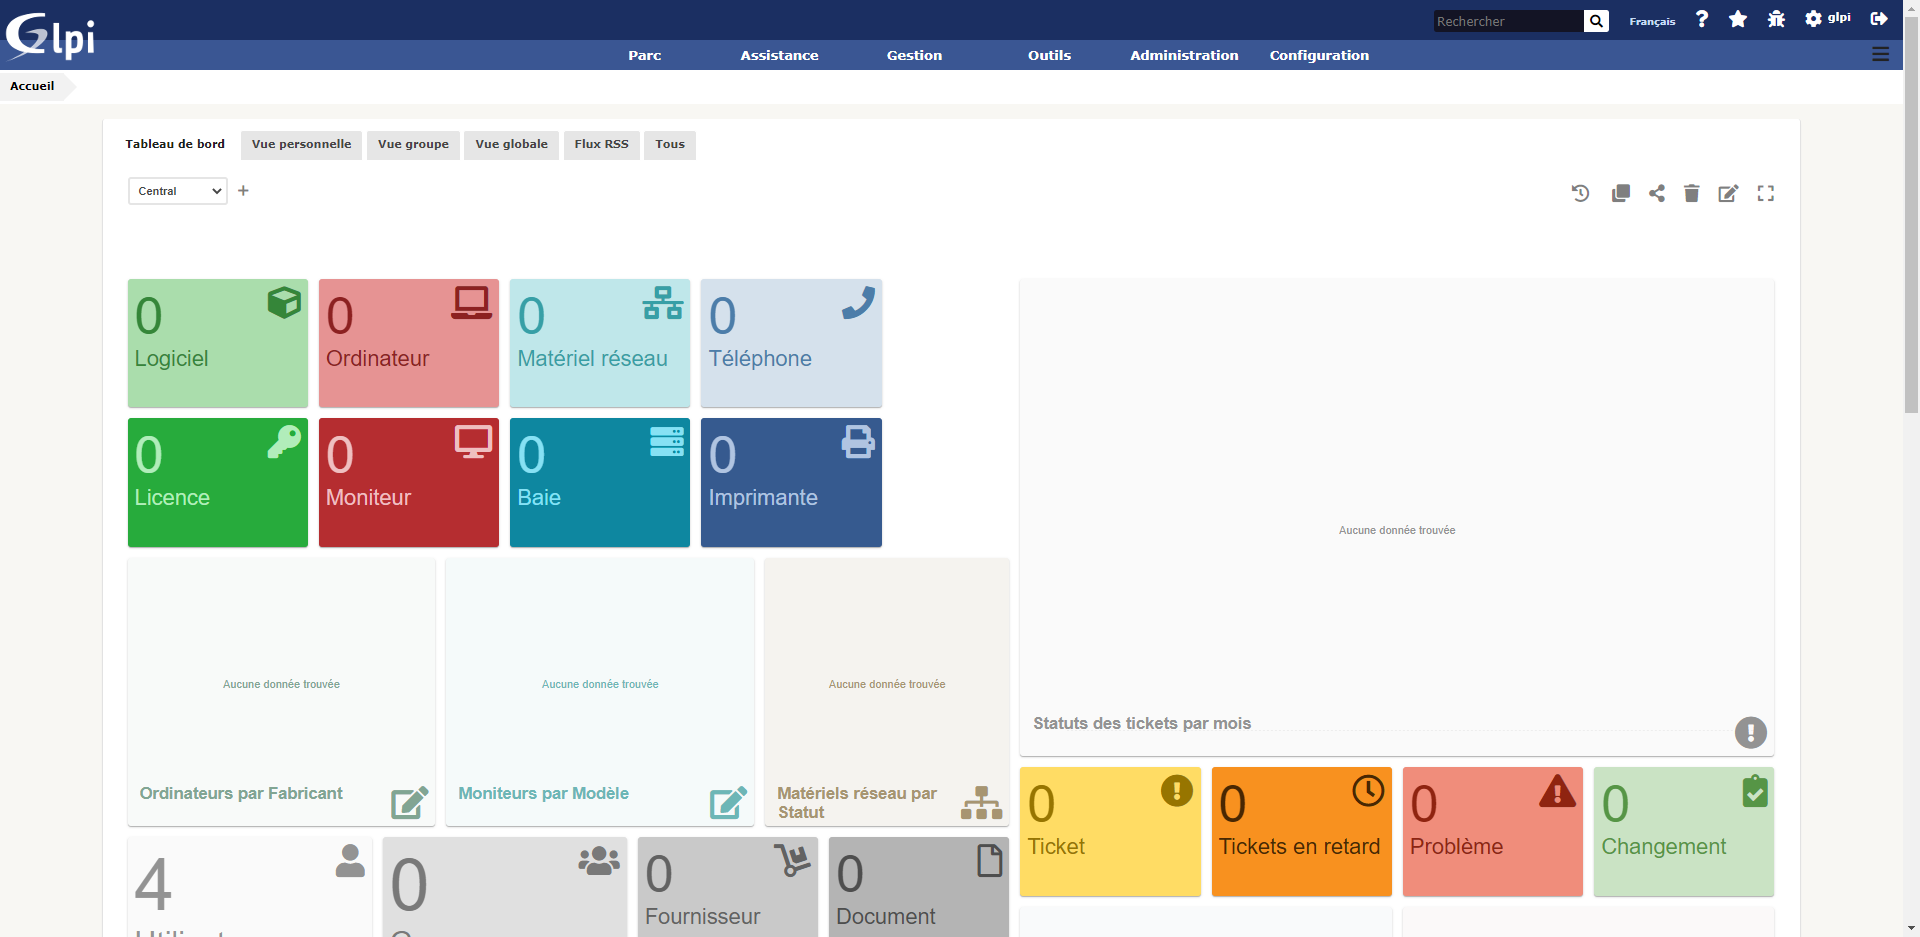 Glpi
Rechercher
Français
glpi
Parc
Assistance
Gestion
Outils
Administration
Configuration
Accueil
Tableau de bord
Vue personnelle
Vue groupe
Vue globale
Flux RSS
Tous
Central
0
Logiciel
0
Ordinateur
0
Matériel réseau
0
Téléphone
0
Licence
0
Moniteur
0
Baie
0
Imprimante
Aucune donnée trouvée
Statuts des tickets par mois
Aucune donnée trouvée
Ordinateurs par Fabricant
Aucune donnée trouvée
Moniteurs par Modèle
Aucune donnée trouvée
Matériels réseau par
Statut
0
Ticket
0
Tickets en retard
0
Problème
0
Changement
4
0
0
Fournisseur
0
Document